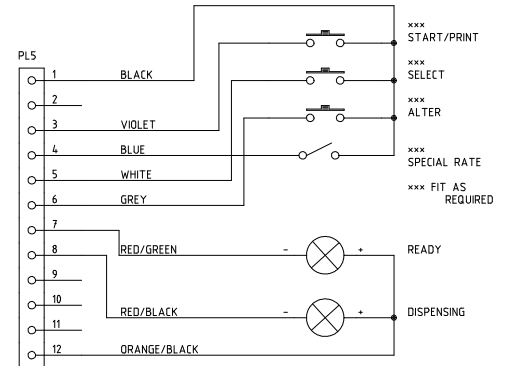 ××× START/PRINT
PL5
××× SELECT
1 BLACK
2
××× ALTER
3 VIOLET
4 BLUE
××× SPECIAL RATE
5 WHITE
××× FIT AS REQUIRED
6 GREY
7
8 RED/GREEN - + READY
9
10
RED/BLACK - + DISPENSING
11
12 ORANGE/BLACK